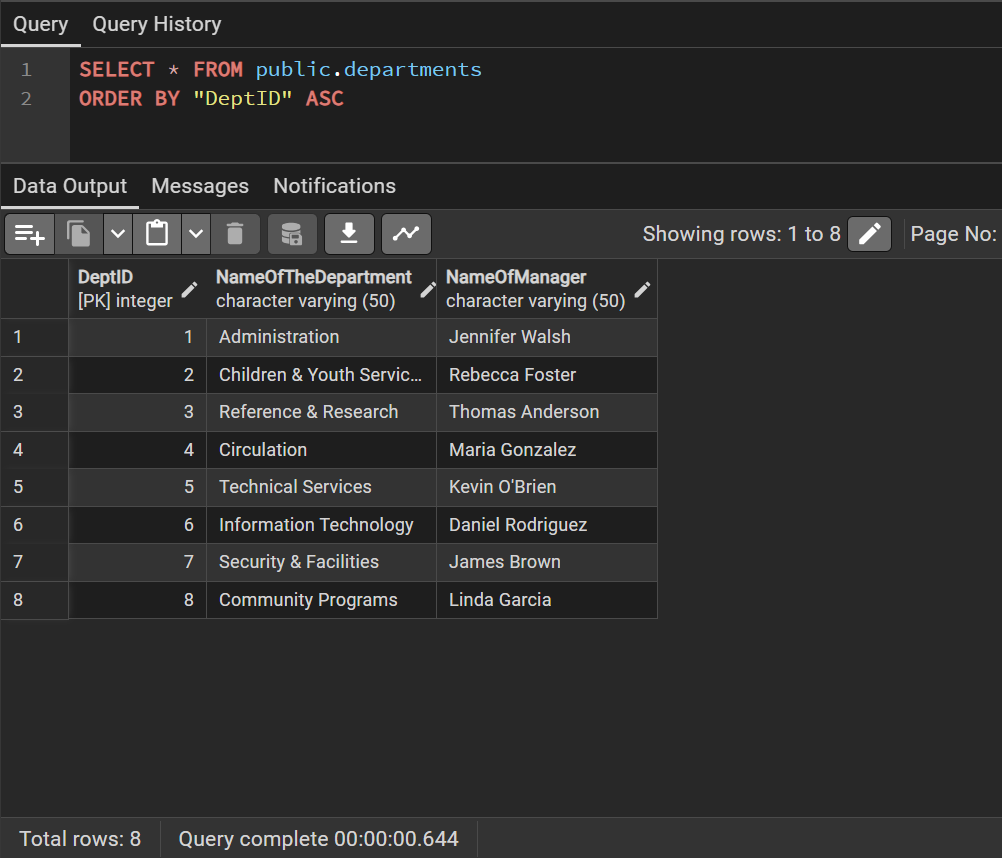 Query Query History
1 SELECT * FROM public.departments
2 ORDER BY "DeptID" ASC
Data Output Messages Notifications
Showing rows: 1 to 8 Page No:
DeptID NameOfTheDepartment NameOfManager
[PK] integer character varying (50) character varying (50)
1 1 Administration Jennifer Walsh
2 2 Children & Youth Servic... Rebecca Foster
3 3 Reference & Research Thomas Anderson
4 4 Circulation Maria Gonzalez
5 5 Technical Services Kevin O'Brien
6 6 Information Technology Daniel Rodriguez
7 7 Security & Facilities James Brown
8 8 Community Programs Linda Garcia
Total rows: 8 Query complete 00:00:00.644